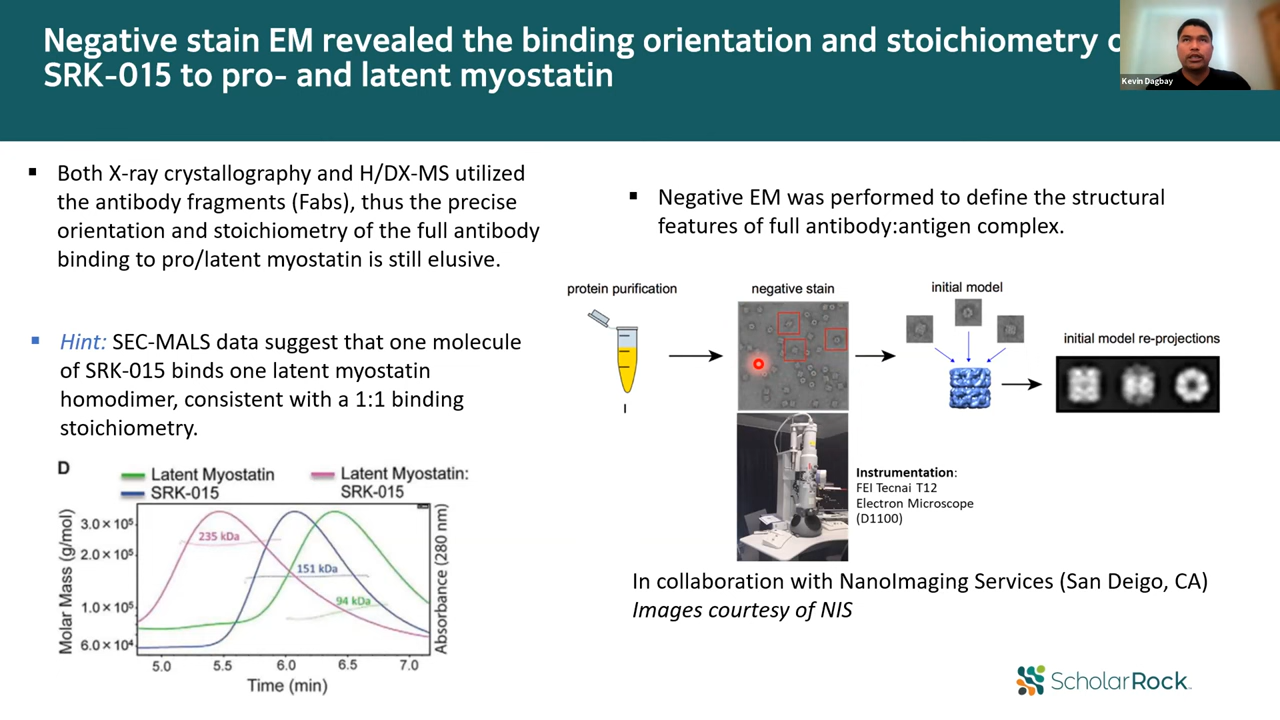 Negative stain EM revealed the binding orientation and stoichiometry
SRK-015 to pro- and latent myostatin
Kevin Dagbay
▪ Both X-ray crystallography and H/DX-MS utilized
the antibody fragments (Fabs), thus the precise
orientation and stoichiometry of the full antibody
binding to pro/latent myostatin is still elusive.
▪ Hint: SEC-MALS data suggest that one molecule
of SRK-015 binds one latent myostatin
homodimer, consistent with a 1:1 binding
stoichiometry.
D
Latent Myostatin
SRK-015
Latent Myostatin:
SRK-015
Molar Mass (g/mol)
3.0×10⁵
2.0×10⁵
1.0×10⁵
6.0×10⁴
235 kDa
151 kDa
94 kDa
Absorbance (280 nm)
5.0 5.5 6.0 6.5 7.0
Time (min)
▪ Negative EM was performed to define the structural
features of full antibody:antigen complex.
protein purification
negative stain
initial model
initial model re-projections
I
Instrumentation:
FEI Tecnai T12
Electron Microscope
(D1100)
In collaboration with NanoImaging Services (San Deigo, CA)
Images courtesy of NIS
ScholarRock